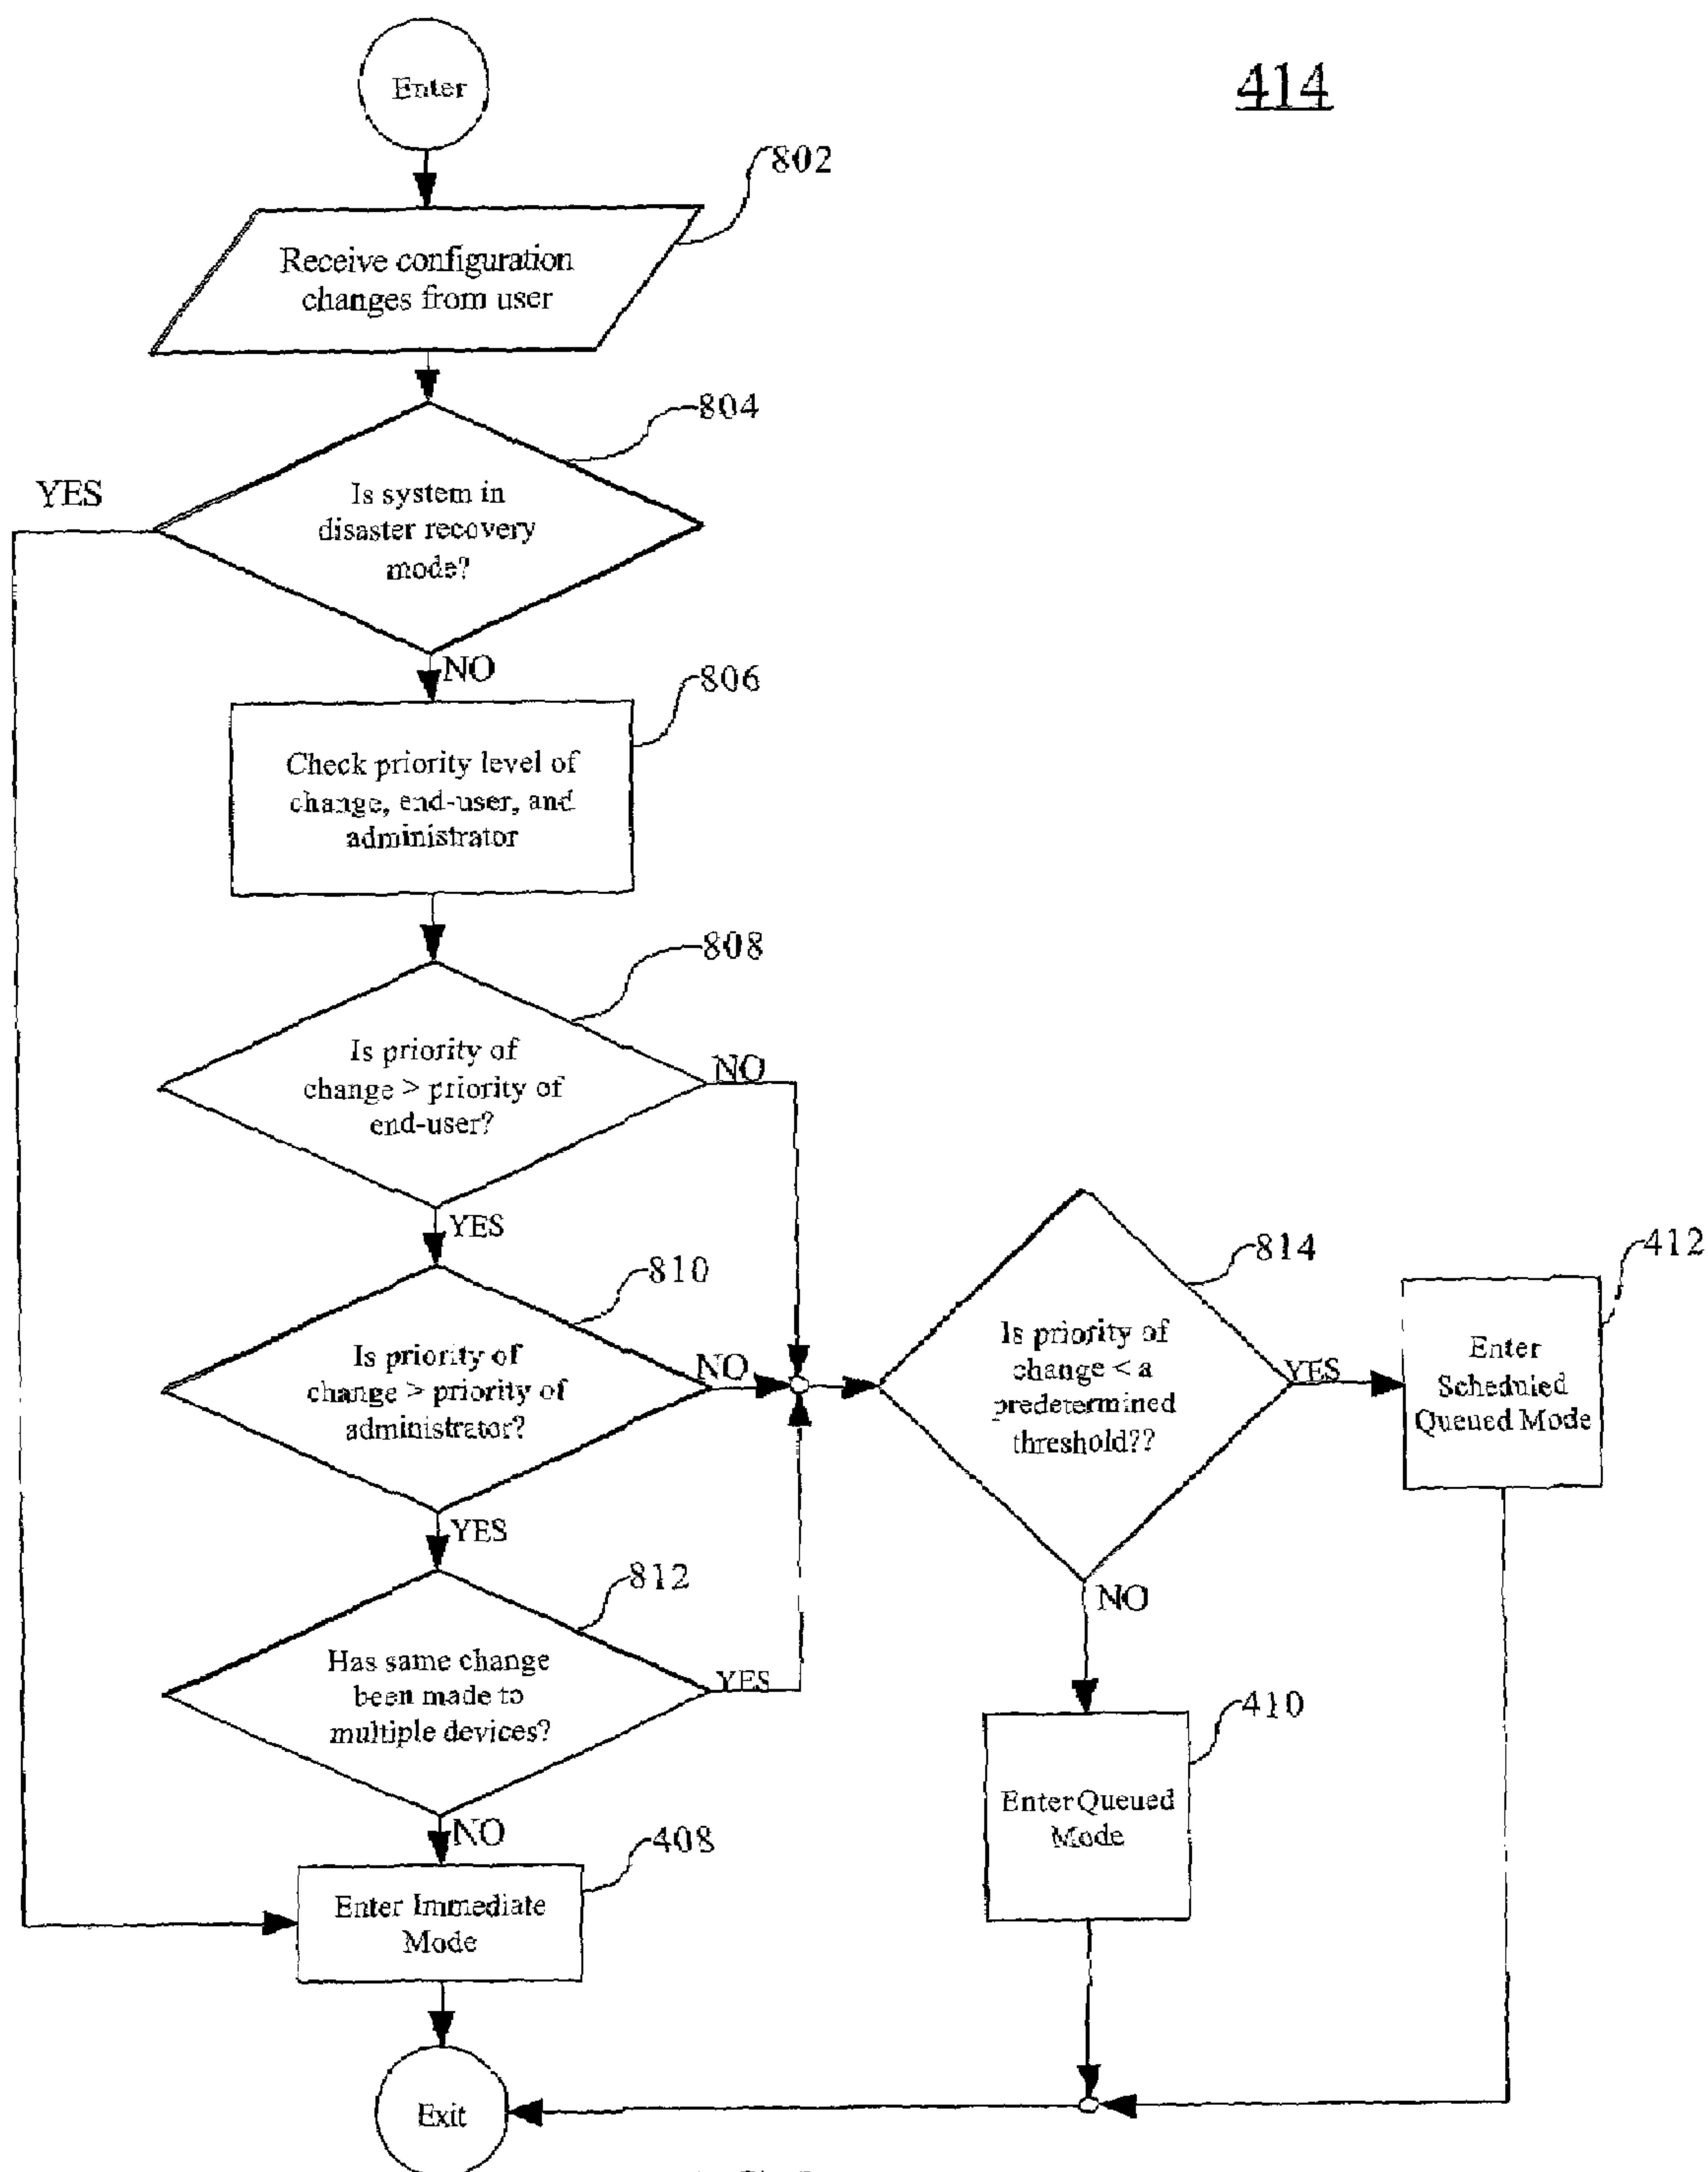 414
Enter
802
Receive configuration
changes from user
804
YES
Is system in
disaster recovery
mode?
NO
806
Check priority level of
change, end-user, and
administrator
808
Is priority of
change > priority of
end-user?
NO
YES
810
Is priority of
change > priority of
administrator?
NO
YES
814
Is priority of
change < a
predetermined
threshold??
YES
412
Enter
Scheduled
Queued Mode
NO
812
Has same change
been made to
multiple devices?
YES
NO
410
Enter Queued
Mode
408
Enter Immediate
Mode
Exit